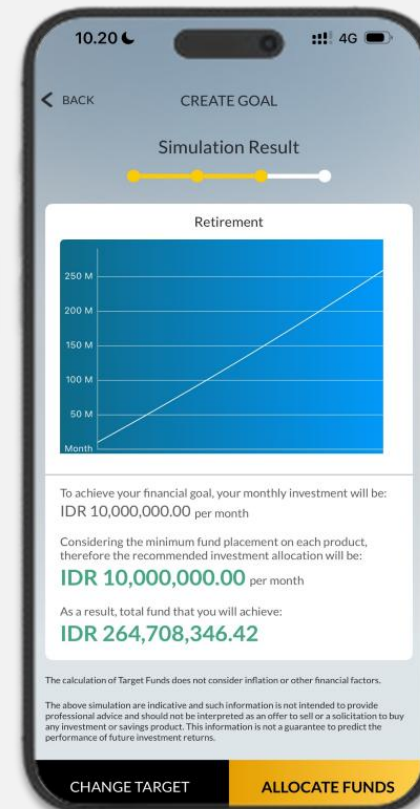 10.20
4G
BACK
CREATE GOAL
Simulation Result
Retirement
250 M
200 M
150 M
100 M
50 M
Month
To achieve your financial goal, your monthly investment will be:
IDR 10,000,000.00 per month
Considering the minimum fund placement on each product,
therefore the recommended investment allocation will be:
IDR 10,000,000.00 per month
As a result, total fund that you will achieve:
IDR 264,708,346.42
The calculation of Target Funds does not consider inflation or other financial factors.
The above simulation are indicative and such information is not intended to provide
professional advice and should not be interpreted as an offer to sell or a solicitation to buy
any investment or savings product. This information is not a guarantee to predict the
performance of future investment returns.
CHANGE TARGET
ALLOCATE FUNDS